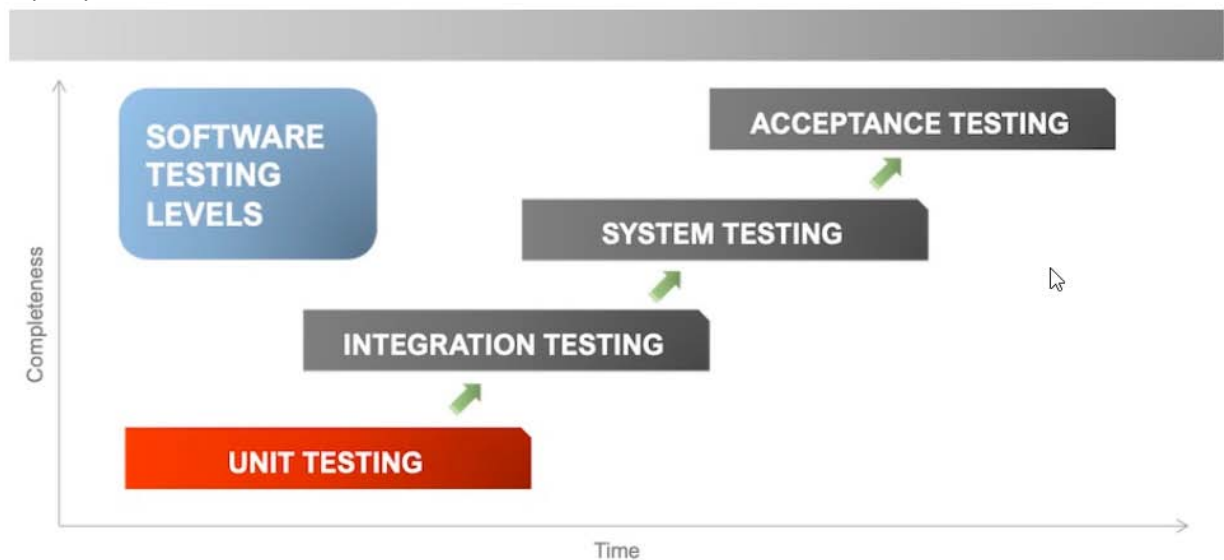 SOFTWARE
TESTING
LEVELS
ACCEPTANCE TESTING
SYSTEM TESTING
INTEGRATION TESTING
UNIT TESTING
Completeness
Time